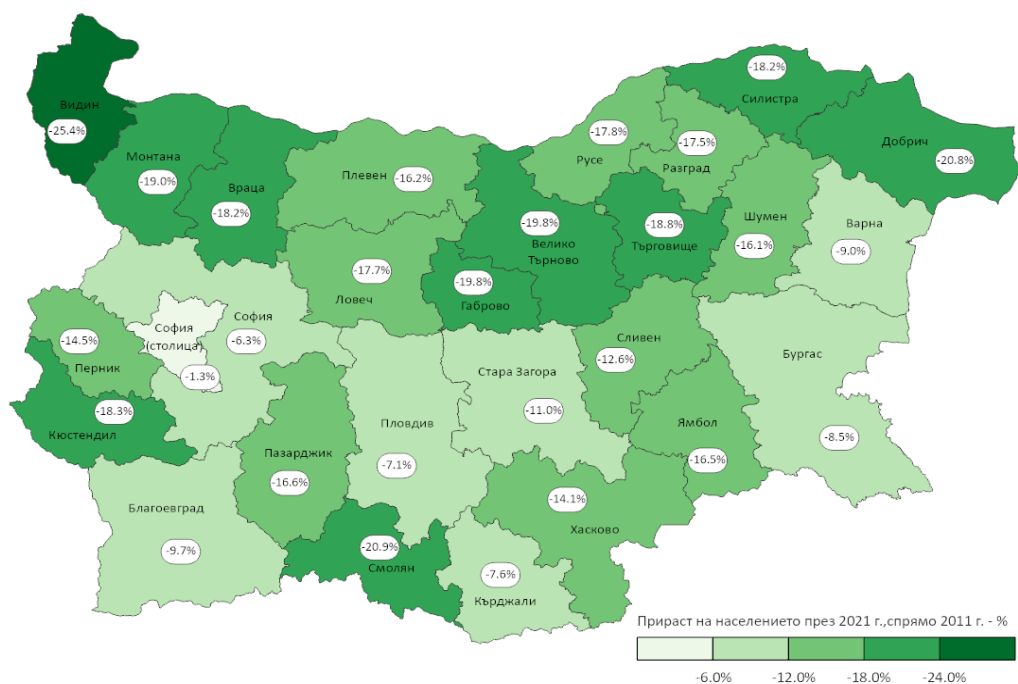 Видин
-25.4%
Монтана
-19.0%
Враца
-18.2%
Плевен
-16.2%
Ловеч
-17.7%
Велико
Търново
-19.8%
Габрово
-19.8%
Русе
-17.8%
Разград
-17.5%
Силистра
-18.2%
Добрич
-20.8%
Търговище
-18.8%
Шумен
-16.1%
Варна
-9.0%
София
(столица)
-1.3%
София
-6.3%
Перник
-14.5%
Кюстендил
-18.3%
Благоевград
-9.7%
Пазарджик
-16.6%
Пловдив
-7.1%
Смолян
-20.9%
Стара Загора
-11.0%
Сливен
-12.6%
Ямбол
-16.5%
Бургас
-8.5%
Хасково
-14.1%
Кърджали
-7.6%
Прираст на населението през 2021 г.,спрямо 2011 г. - %
-6.0% -12.0% -18.0% -24.0%